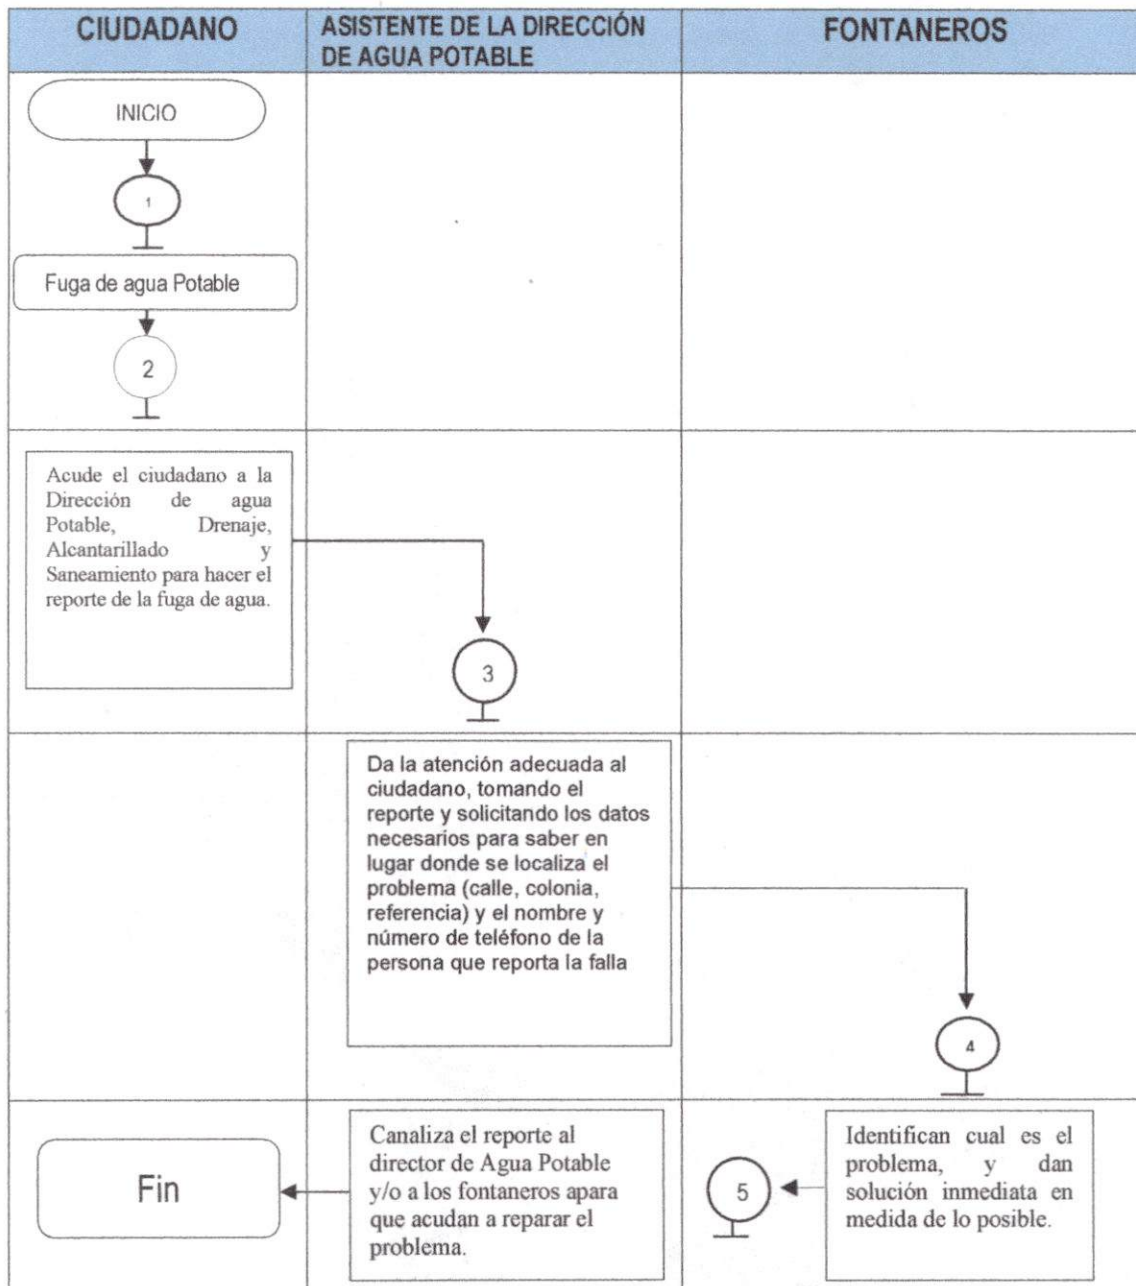 CIUDADANO
ASISTENTE DE LA DIRECCIÓN
DE AGUA POTABLE
FONTANEROS
INICIO
1
Fuga de agua Potable
2
Acude el ciudadano a la
Dirección de agua
Potable, Drenaje,
Alcantarillado y
Saneamiento para hacer el
reporte de la fuga de agua.
3
Da la atención adecuada al
ciudadano, tomando el
reporte y solicitando los datos
necesarios para saber en
lugar donde se localiza el
problema (calle, colonia,
referencia) y el nombre y
número de teléfono de la
persona que reporta la falla
4
Identifican cual es el
problema, y dan
solución inmediata en
medida de lo posible.
5
Canaliza el reporte al
director de Agua Potable
y/o a los fontaneros apara
que acudan a reparar el
problema.
Fin